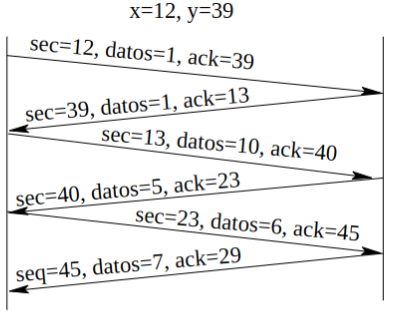 x=12, y=39
sec=12, datos=1, ack=39
sec=39, datos=1, ack=13
sec=13, datos=10, ack=40
sec=40, datos=5, ack=23
sec=23, datos=6, ack=45
seq=45, datos=7, ack=29